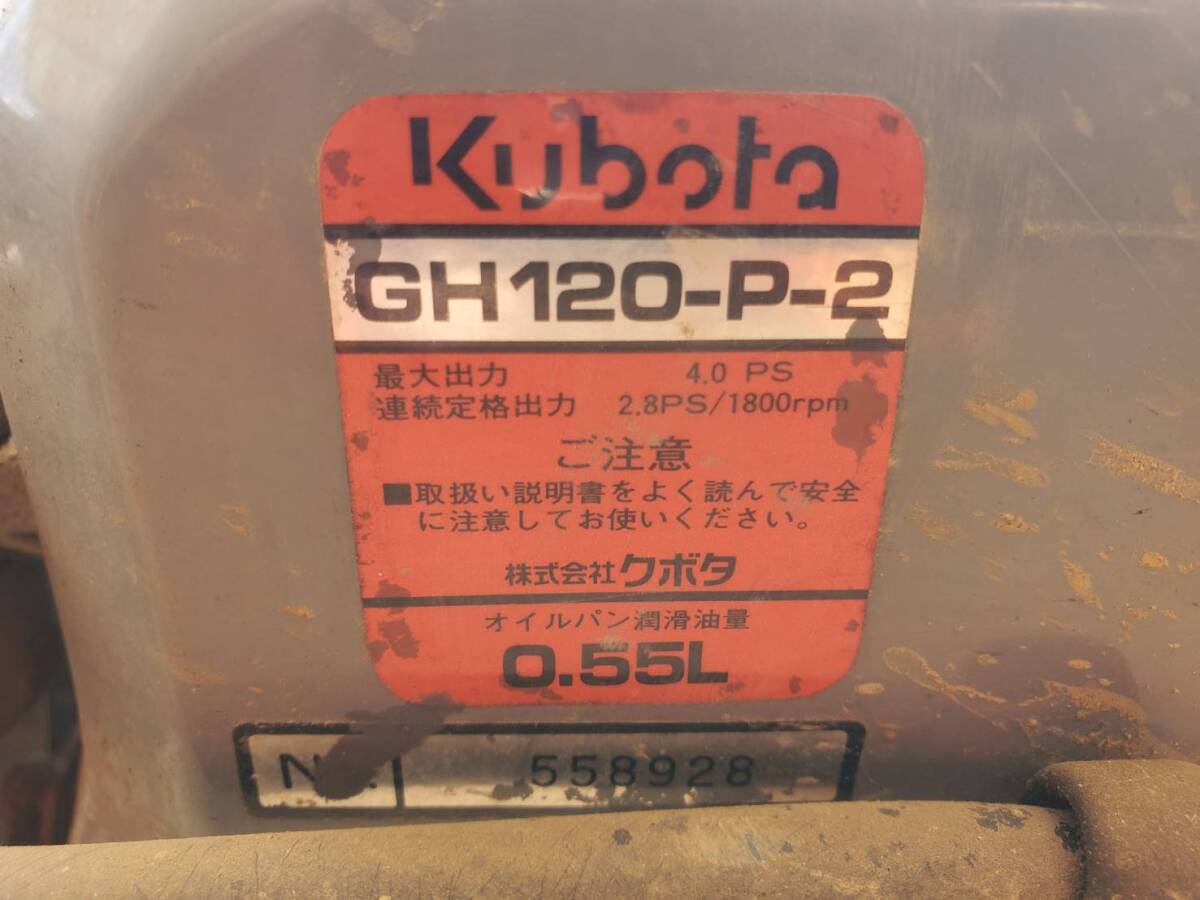 Kubota
GH120-P-2
最大出力 4.0 PS
連続定格出力 2.8PS/1800rpm
ご注意
■取扱い説明書をよく読んで安全
に注意してお使いください。
株式会社クボタ
オイルパン潤滑油量
0.55L
558928